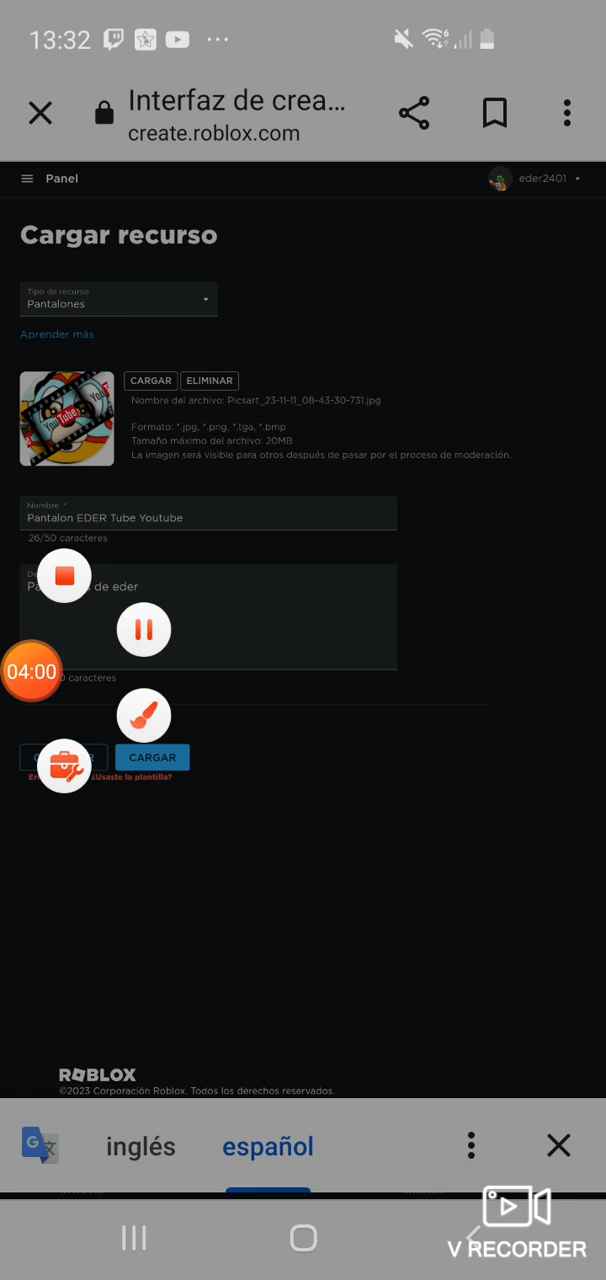 13:32
Interfaz de crea...
create.roblox.com
Panel
eder2401
Cargar recurso
Tipo de recurso
Pantalones
Aprender más
You Tube
You
CARGAR
ELIMINAR
Nombre del archivo: Picsart_23-11-11_08-43-30-731.jpg
Formato: *.jpg, *.png, *.tga, *.bmp
Tamaño máximo del archivo: 20MB
La imagen será visible para otros después de pasar por el proceso de moderación.
Nombre *
Pantalon EDER Tube Youtube
26/50 caracteres
de eder
04:00
caracteres
CARGAR
¿Usaste la plantilla?
ROBLOX
©2023 Corporación Roblox. Todos los derechos reservados.
inglés
español
V RECORDER